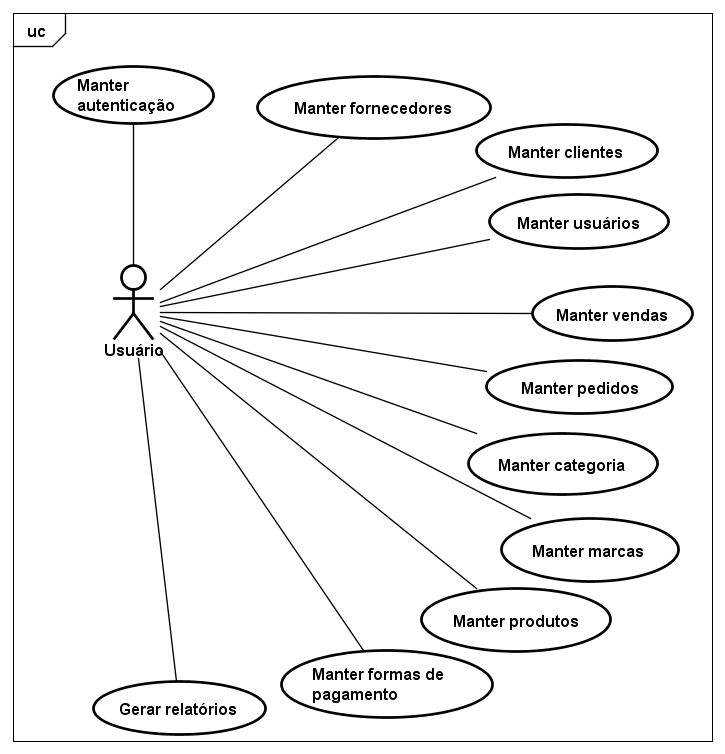 uc
Manter
autenticação
Manter fornecedores
Manter clientes
Manter usuários
Manter vendas
Usuário
Manter pedidos
Manter categoria
Manter marcas
Manter produtos
Manter formas de
pagamento
Gerar relatórios